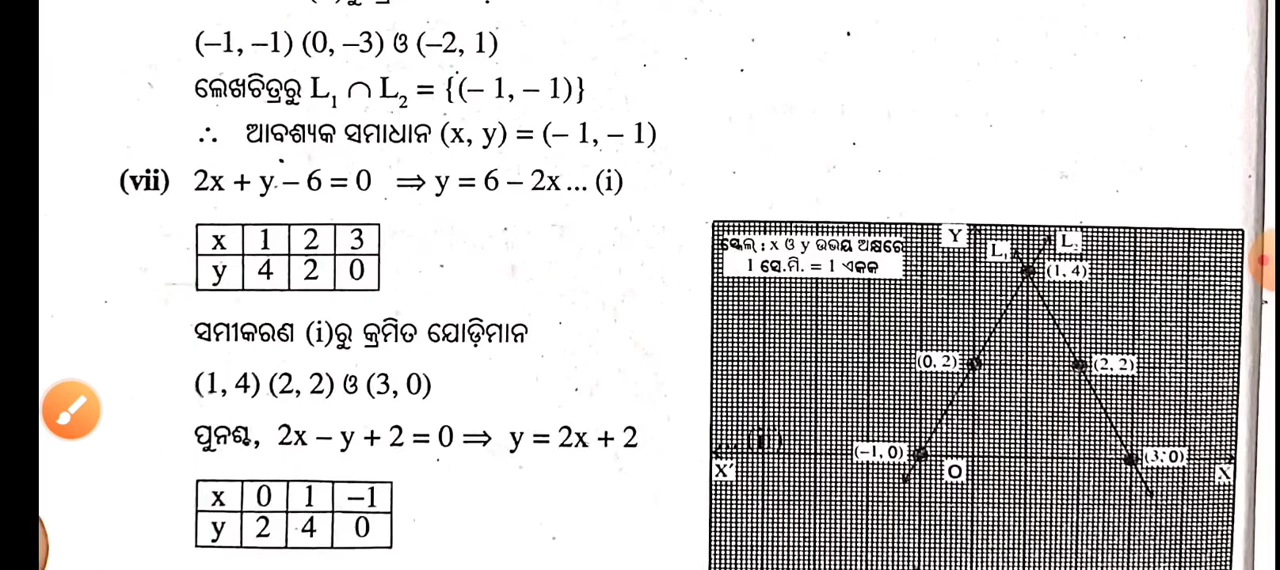 (–1, –1) (0, –3) ଓ (–2, 1)
ଲେଖଚିତ୍ରରୁ L₁ ∩ L₂ = {(– 1, – 1)}
∴ ଆବଶ୍ୟକ ସମାଧାନ (x, y) = (– 1, – 1)
(vii) 2x + y – 6 = 0 ⇒ y = 6 – 2x ... (i)
x 1 2 3
y 4 2 0
ସମୀକରଣ (i)ରୁ କ୍ରମିତ ଯୋଡ଼ିମାନ
(1, 4) (2, 2) ଓ (3, 0)
ପୁନଶ୍ଚ, 2x – y + 2 = 0 ⇒ y = 2x + 2
x 0 1 –1
y 2 4 0
ସ୍କେଲ୍ : x ଓ y ଉଭୟ ଅକ୍ଷରେ
1 ସେ.ମି. = 1 ଏକକ
Y
L₁
L₂
(1, 4)
(0, 2)
(2, 2)
... (ii)
(–1, 0)
(3, 0)
X′
O
X